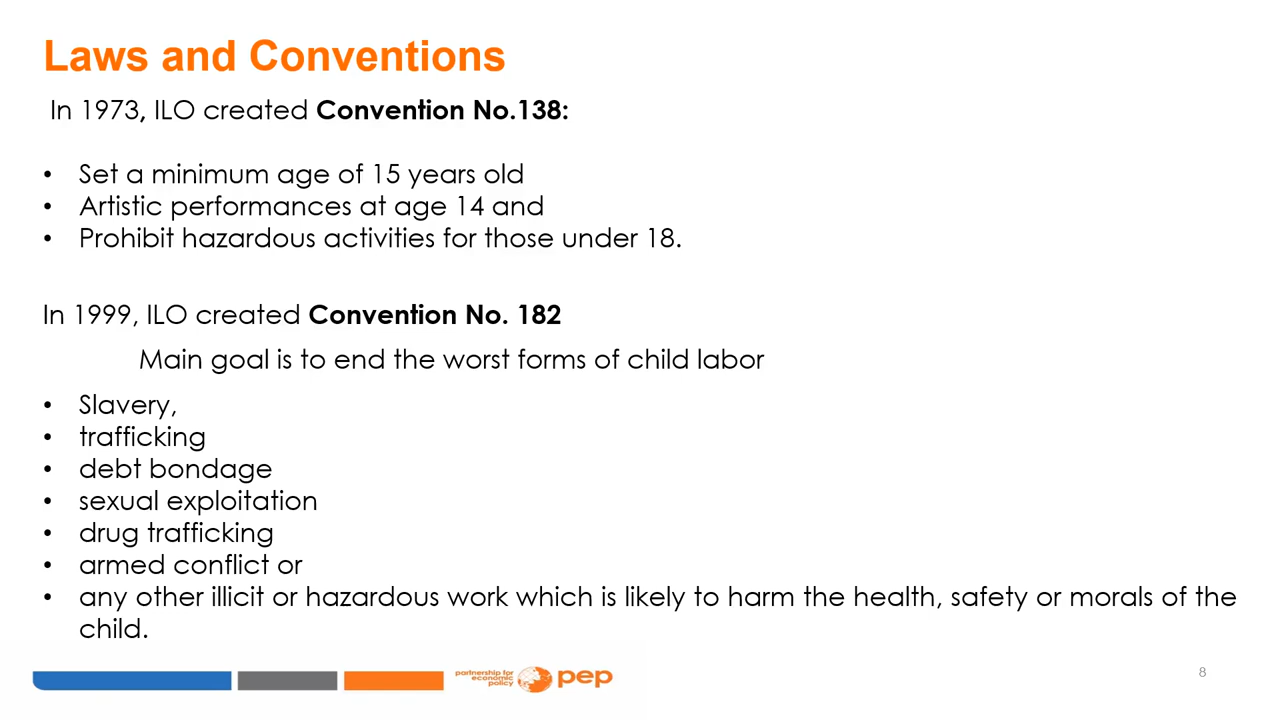 Laws and Conventions
In 1973, ILO created Convention No.138:
• Set a minimum age of 15 years old
• Artistic performances at age 14 and
• Prohibit hazardous activities for those under 18.
In 1999, ILO created Convention No. 182
Main goal is to end the worst forms of child labor
• Slavery,
• trafficking
• debt bondage
• sexual exploitation
• drug trafficking
• armed conflict or
• any other illicit or hazardous work which is likely to harm the health, safety or morals of the
child.
partnership for
economic
policy
pep
8